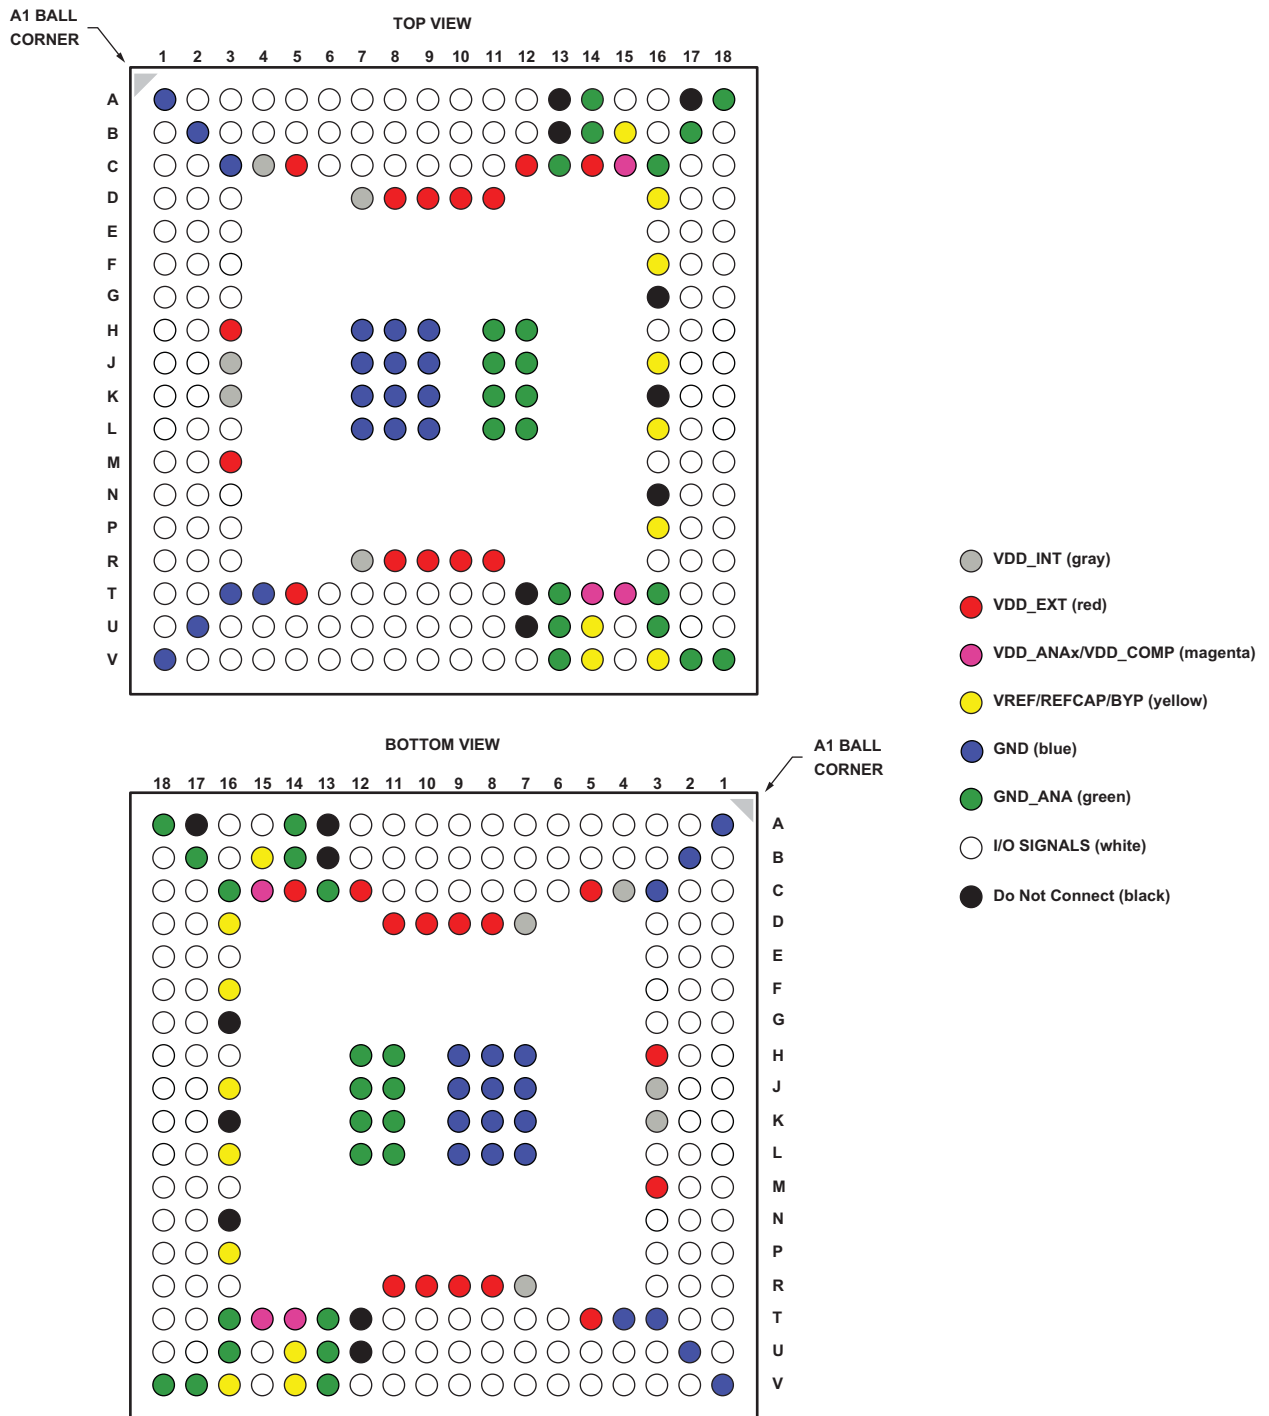 A1 BALL
CORNER
TOP VIEW
1 2 3 4 5 6 7 8 9 10 11 12 13 14 15 16 17 18
A
B
C
D
E
F
G
H
J
K
L
M
N
P
R
T
U
V
VDD_INT (gray)
VDD_EXT (red)
VDD_ANAx/VDD_COMP (magenta)
VREF/REFCAP/BYP (yellow)
GND (blue)
GND_ANA (green)
I/O SIGNALS (white)
Do Not Connect (black)
BOTTOM VIEW
A1 BALL
CORNER
18 17 16 15 14 13 12 11 10 9 8 7 6 5 4 3 2 1
A
B
C
D
E
F
G
H
J
K
L
M
N
P
R
T
U
V